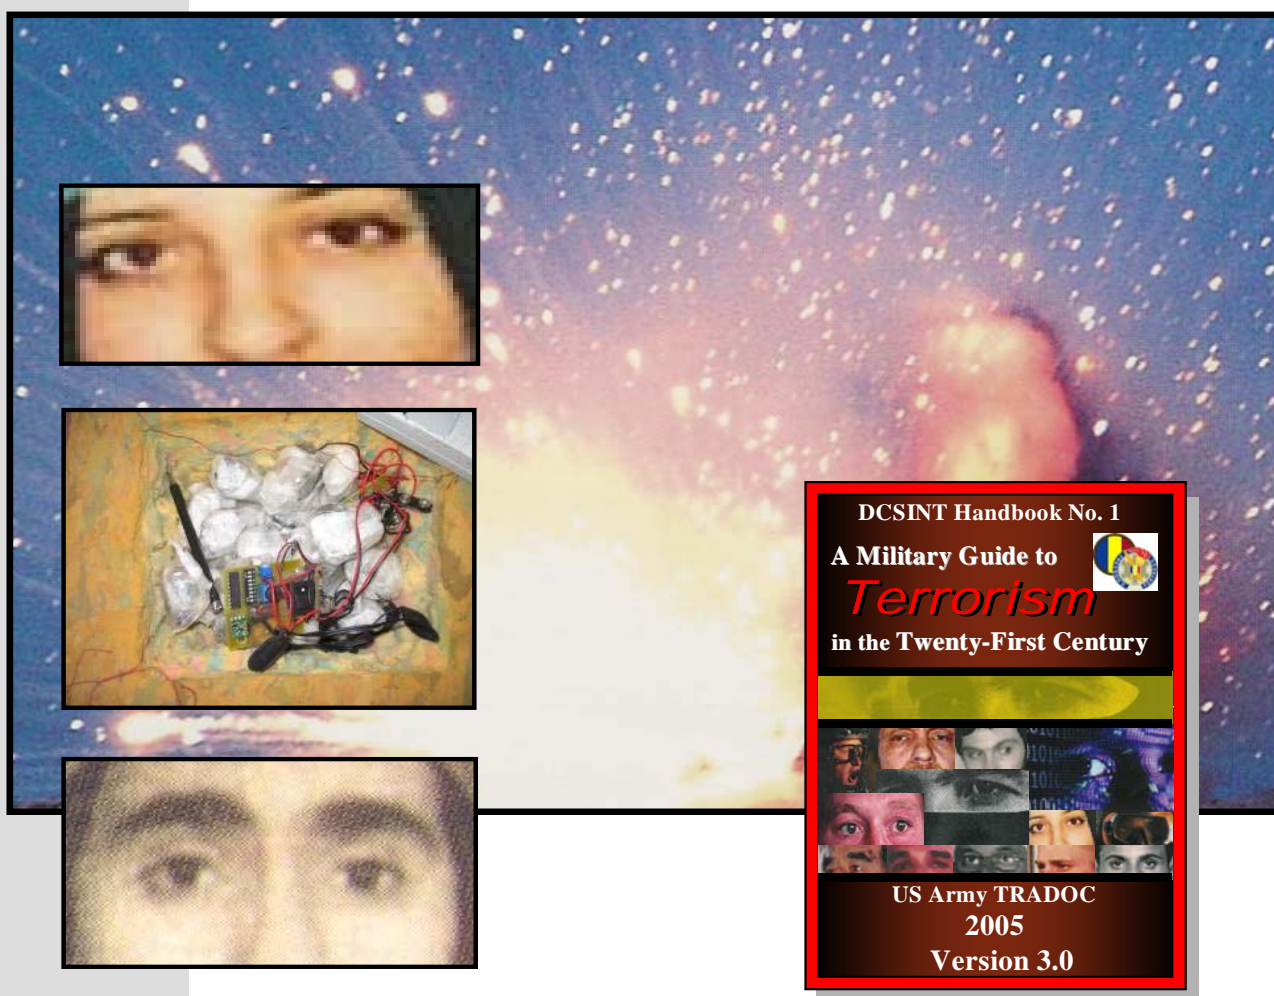 DCSINT Handbook No. 1
A Military Guide to
Terrorism
in the Twenty-First Century
US Army TRADOC
2005
Version 3.0